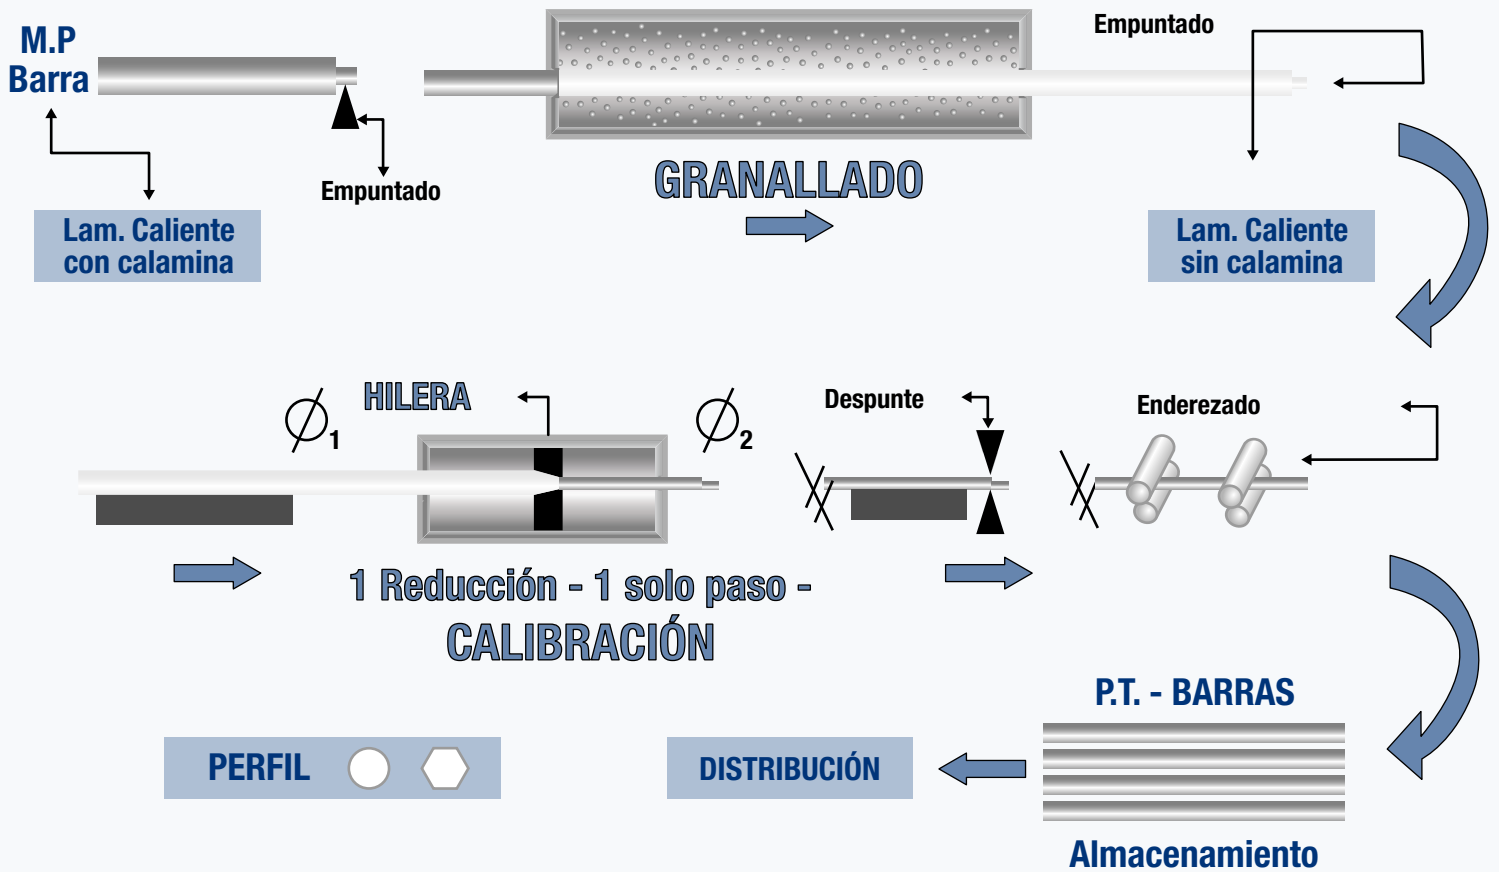 M.P
Barra
Empuntado
Lam. Caliente
con calamina
GRANALLADO
Empuntado
Lam. Caliente
sin calamina
Ø1
HILERA
Ø2
Despunte
Enderezado
1 Reducción - 1 solo paso -
CALIBRACIÓN
P.T. - BARRAS
PERFIL
DISTRIBUCIÓN
Almacenamiento